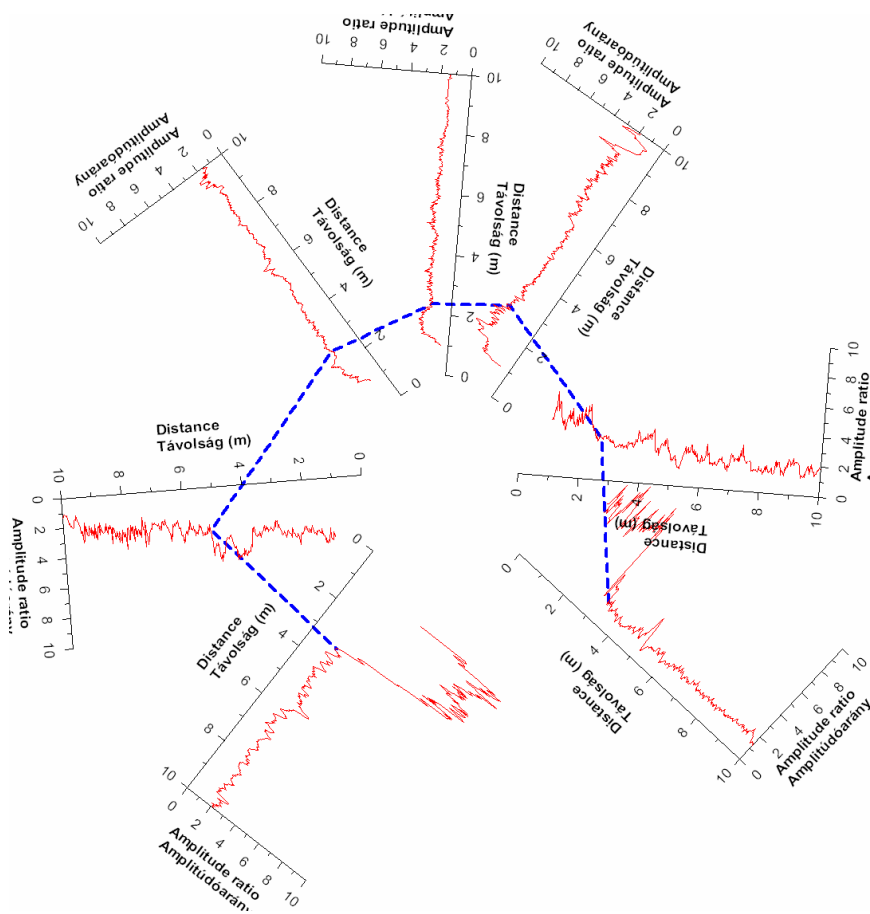 Amplitúdóarány
Amplitude ratio
10 8 6 4 2 0
10 8 6 4 2 0
Distance
Távolság (m)
Amplitúdóarány
Amplitude ratio
10 8 6 4 2 0
10 8 6 4 2 0
Distance
Távolság (m)
Amplitude ratio
Amplitúdóarány
10 8 6 4 2 0
10 8 6 4 2 0
Distance
Távolság (m)
Distance
Távolság (m)
10 8 6 4 2 0
0 2 4 6 8 10
Amplitude ratio
0 2 4 6 8 10
Distance
Távolság (m)
10 8 6 4 2 0
Amplitude ratio
0 2 4 6 8 10
Distance
Távolság (m)
0 2 4 6 8 10
Amplitude ratio
Amplitúdóarány
Distance
Távolság (m)
0 2 4 6 8 10
0 2 4 6 8 10
Amplitude ratio
Amplitúdóarány